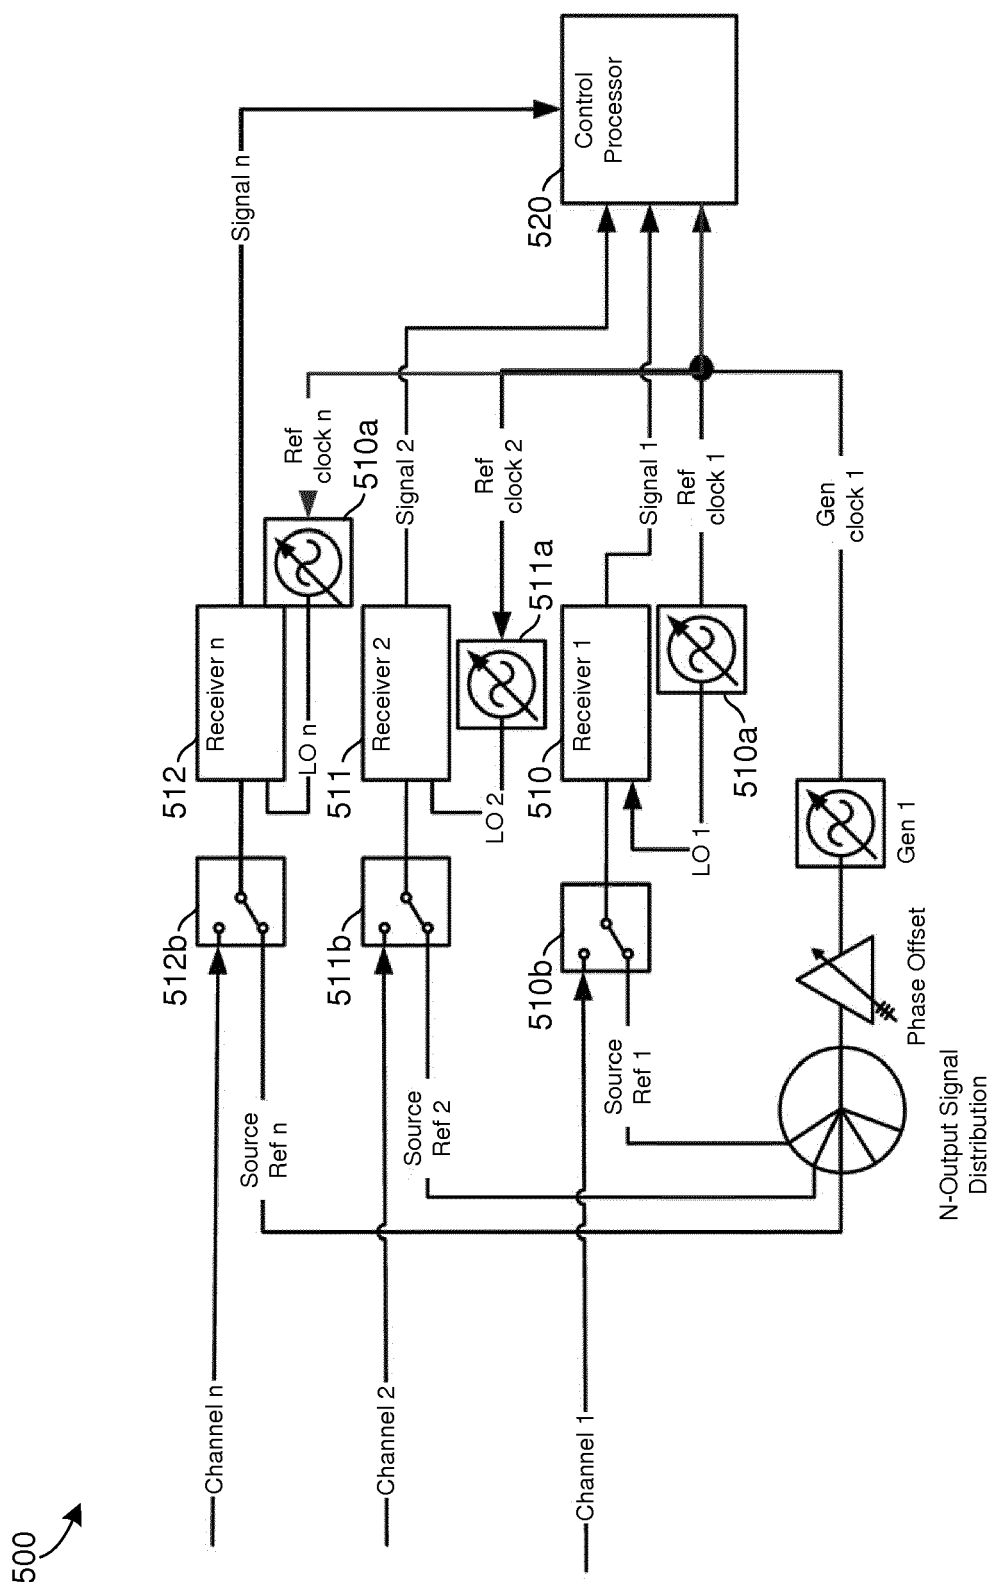 500
Channel n
Channel 2
Channel 1
512b
511b
510b
Source
Ref n
Source
Ref 2
Source
Ref 1
N-Output Signal
Distribution
Phase Offset
Gen 1
512
Receiver n
511
Receiver 2
510
Receiver 1
LO n
LO 2
LO 1
510a
511a
510a
Ref
clock n
Ref
clock 2
Ref
clock 1
Gen
clock 1
Signal n
Signal 2
Signal 1
520
Control
Processor